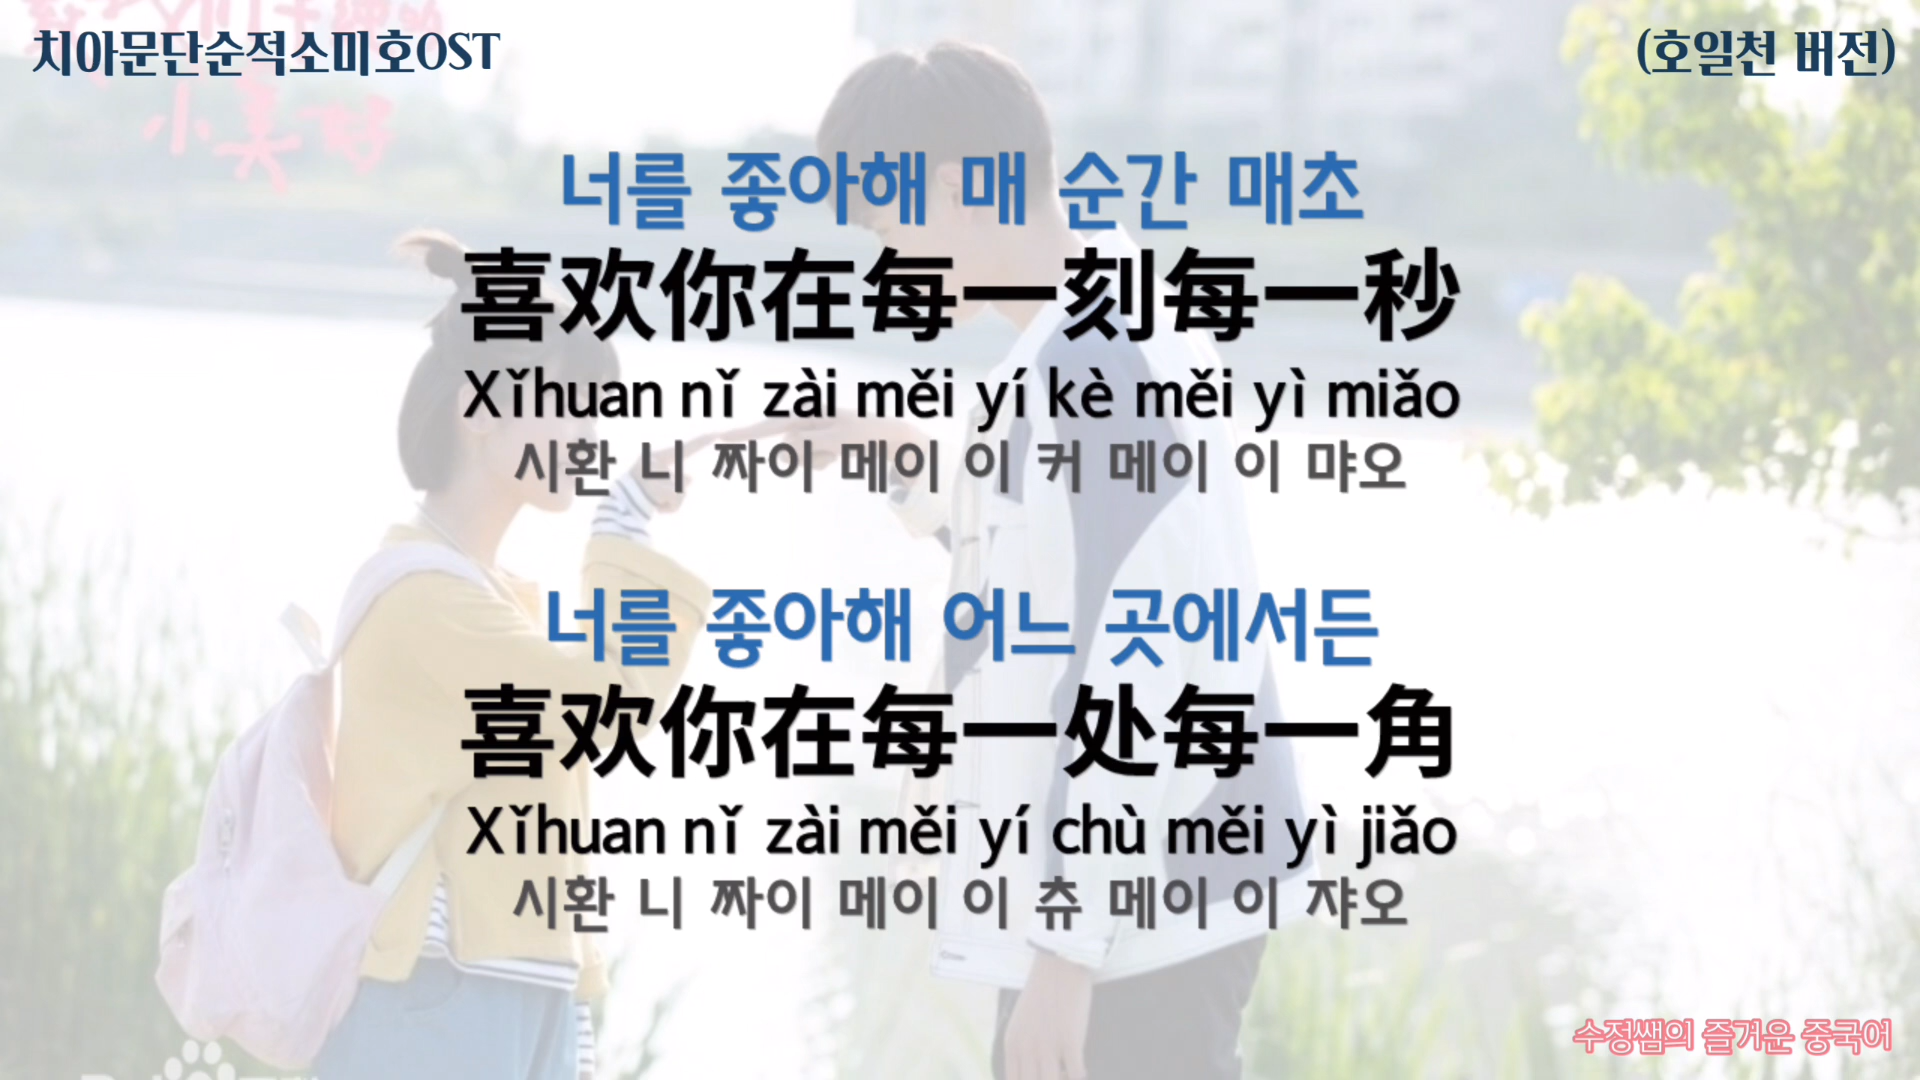 치아문단순적소미호OST
(호일천 버전)
小美好
너를 좋아해 매 순간 매초
喜欢你在每一刻每一秒
Xǐhuan nǐ zài měi yí kè měi yì miǎo
시환 니 짜이 메이 이 커 메이 이 먀오
너를 좋아해 어느 곳에서든
喜欢你在每一处每一角
Xǐhuan nǐ zài měi yí chù měi yì jiǎo
시환 니 짜이 메이 이 츄 메이 이 쟈오
수정쌤의 즐거운 중국어